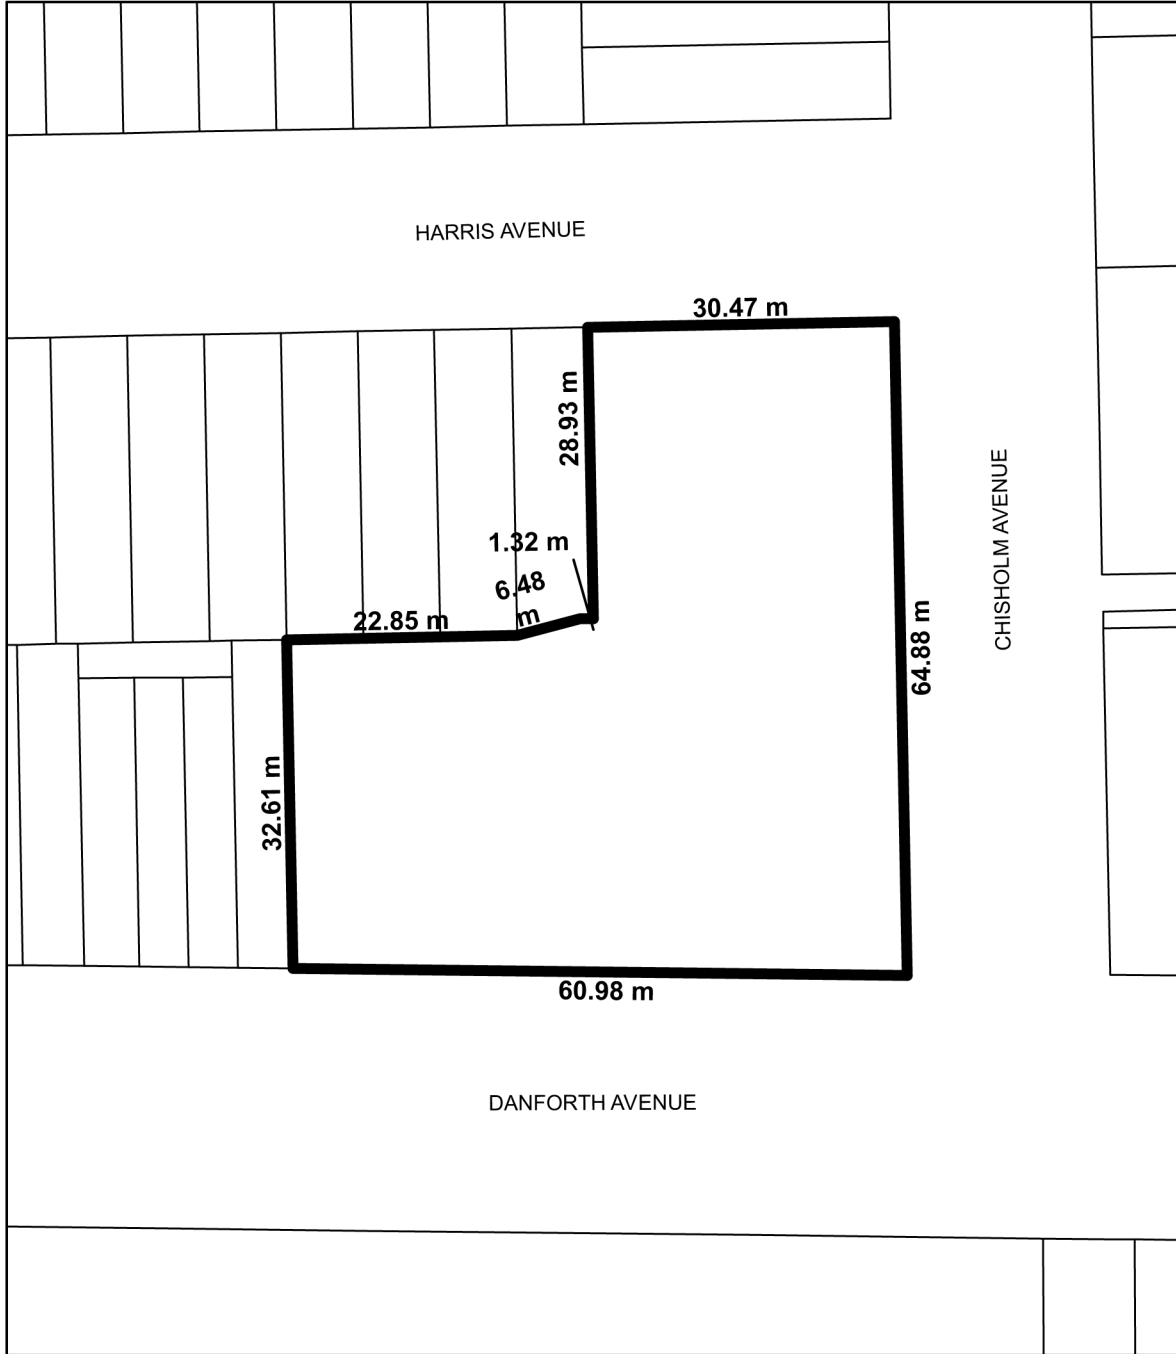 HARRIS AVENUE
30.47 m
28.93 m
CHISHOLM AVENUE
1.32 m
6.48
m
22.85 m
64.88 m
32.61 m
60.98 m
DANFORTH AVENUE